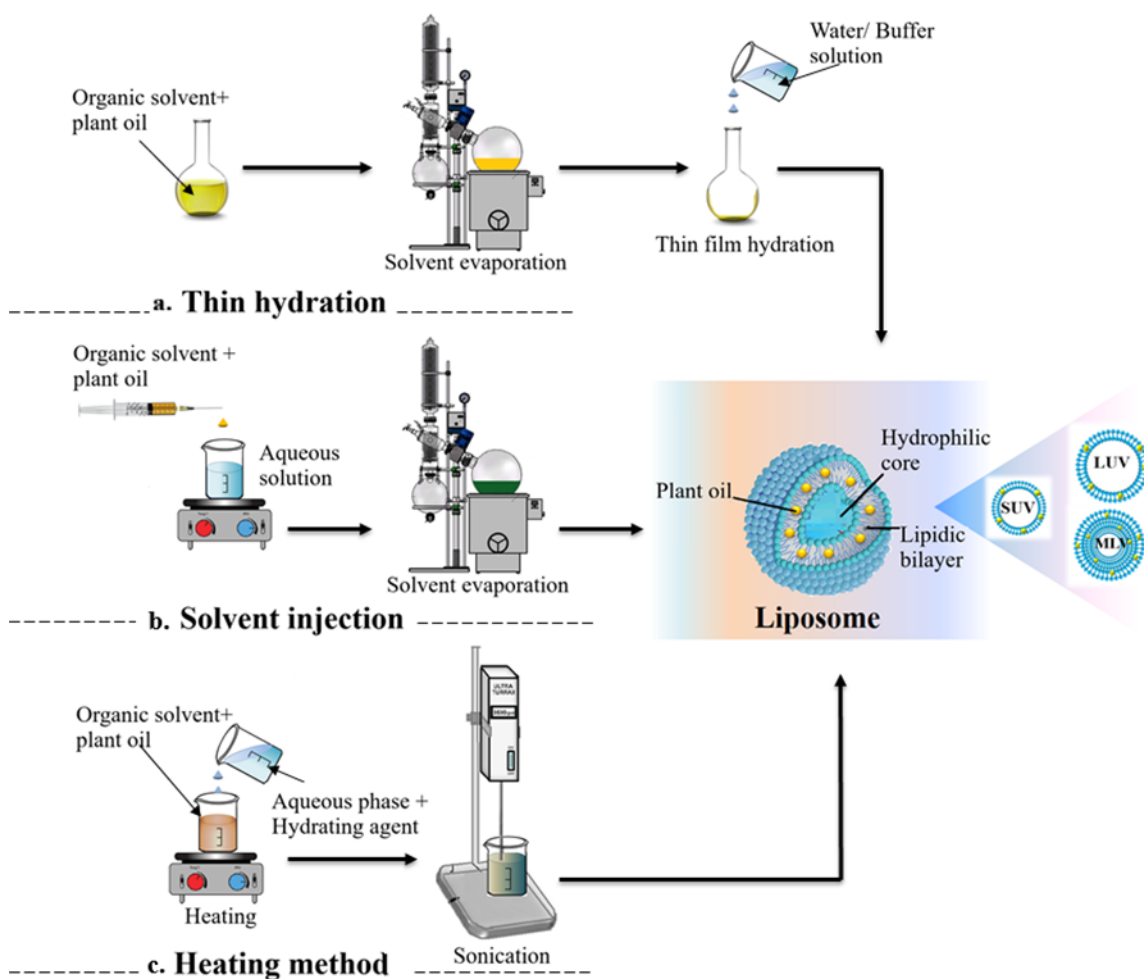 Organic solvent+
plant oil
Water/ Buffer
solution
Solvent evaporation
Thin film hydration
a. Thin hydration
Organic solvent +
plant oil
Aqueous
solution
Solvent evaporation
b. Solvent injection
Plant oil
Hydrophilic
core
Lipidic
bilayer
Liposome
SUV
LUV
MLV
Organic solvent+
plant oil
Aqueous phase +
Hydrating agent
Heating
ULTRA
TURRAX
Sonication
c. Heating method